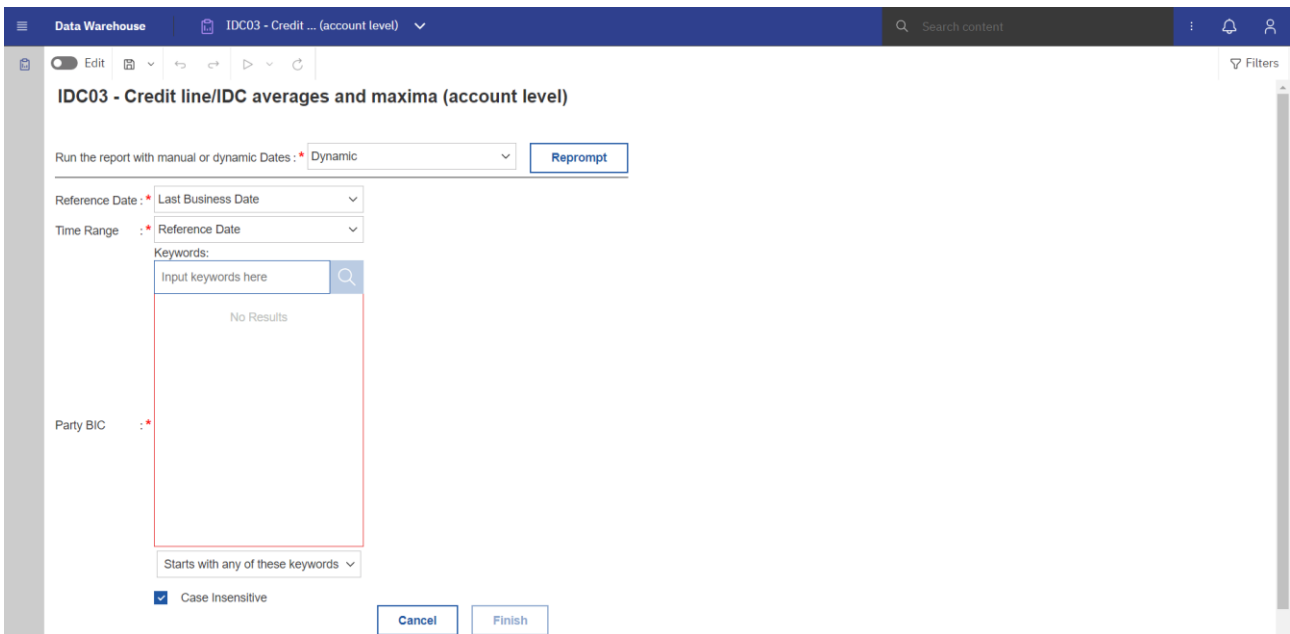 Data Warehouse
IDC03 - Credit ... (account level)
Search content
Edit
Filters
IDC03 - Credit line/IDC averages and maxima (account level)
Run the report with manual or dynamic Dates : * Dynamic
Reprompt
Reference Date : * Last Business Date
Time Range : * Reference Date
Keywords:
Input keywords here
No Results
Party BIC : *
Starts with any of these keywords
Case Insensitive
Cancel
Finish